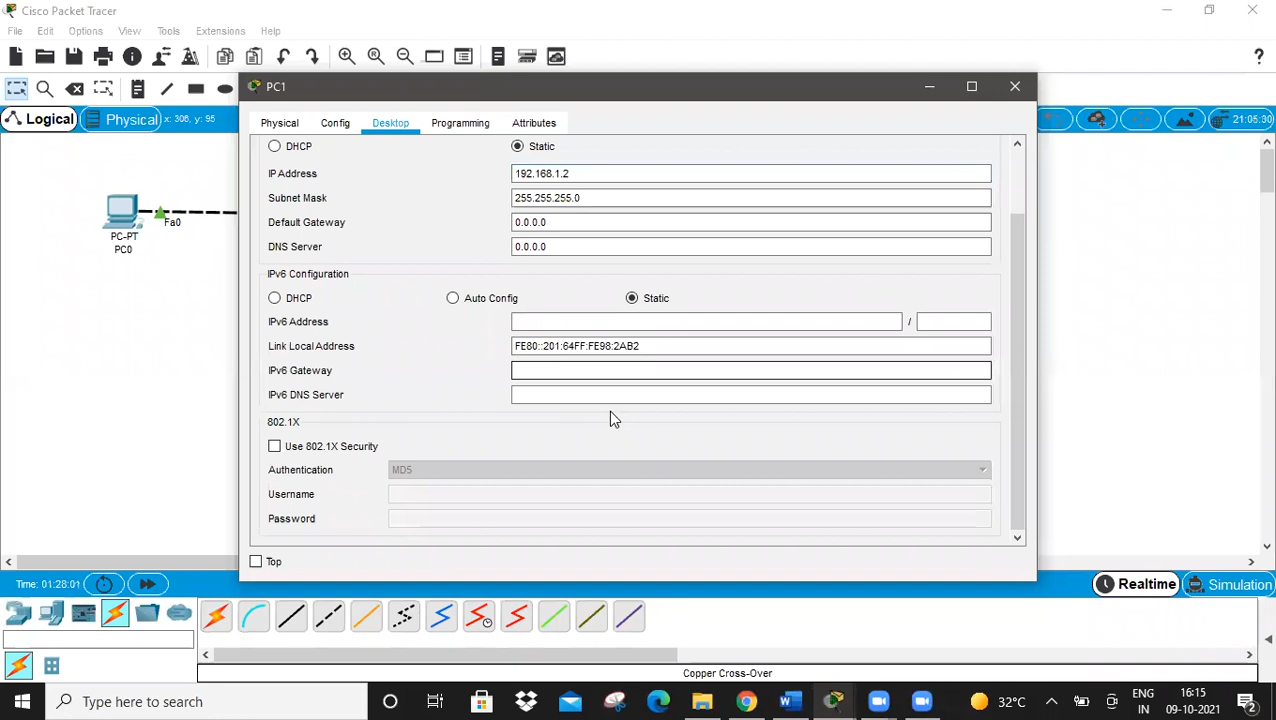 Cisco Packet Tracer
File Edit Options View Tools Extensions Help
?
PC1
Logical Physical x: 306, y: 95
21:05:30
Physical Config Desktop Programming Attributes
DHCP Static
IP Address 192.168.1.2
Subnet Mask 255.255.255.0
Default Gateway 0.0.0.0
DNS Server 0.0.0.0
Fa0
PC-PT
PC0
IPv6 Configuration
DHCP Auto Config Static
IPv6 Address /
Link Local Address FE80::201:64FF:FE98:2AB2
IPv6 Gateway
IPv6 DNS Server
802.1X
Use 802.1X Security
Authentication MD5
Username
Password
Top
Time: 01:28:01 Realtime Simulation
Copper Cross-Over
Type here to search
32°C
ENG
IN
16:15
09-10-2021
2